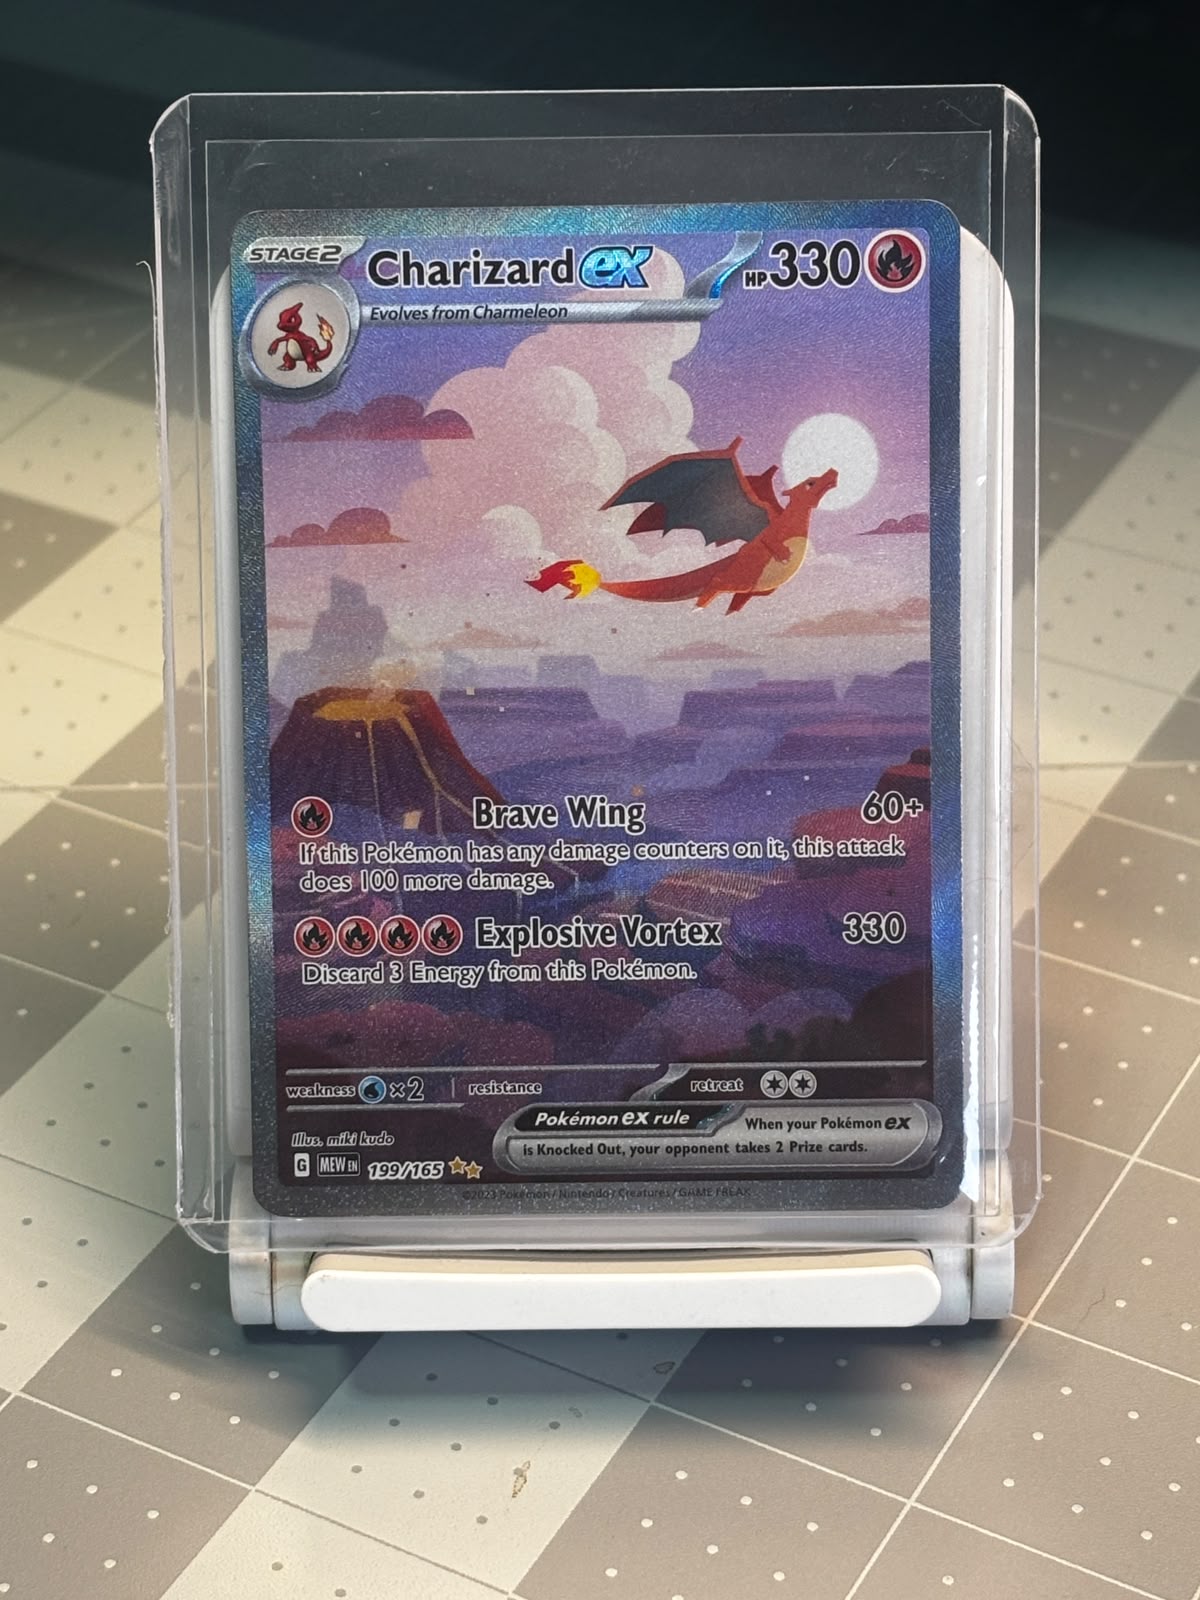 STAGE2 Charizard ex HP330
Evolves from Charmeleon
Brave Wing 60+
If this Pokémon has any damage counters on it, this attack
does 100 more damage.
Explosive Vortex 330
Discard 3 Energy from this Pokémon.
weakness ×2 resistance retreat
Pokémon ex rule When your Pokémon ex
is Knocked Out, your opponent takes 2 Prize cards.
Illus. miki kudo
G MEW EN 199/165
©2023 Pokémon / Nintendo / Creatures / GAME FREAK